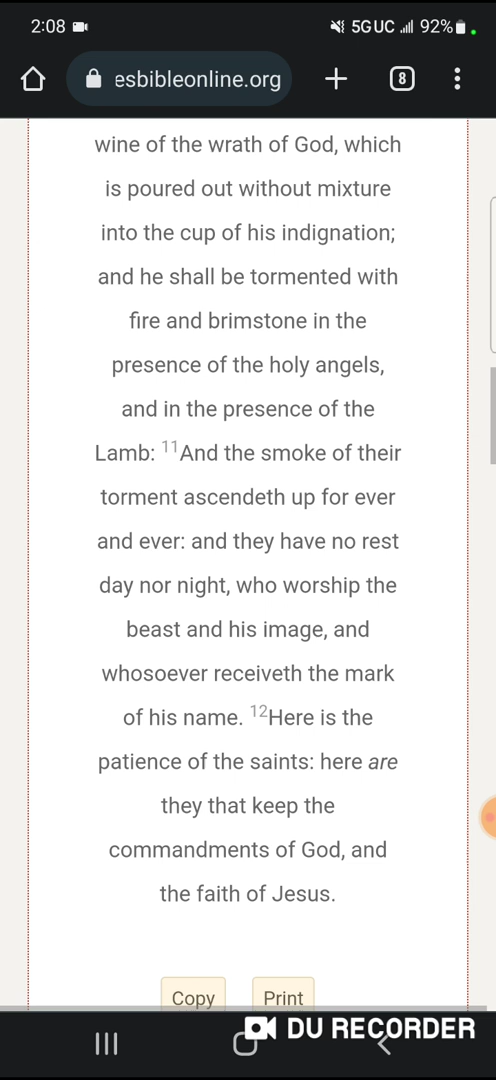 2:08 5GUC 92%
esbibleonline.org 8
wine of the wrath of God, which
is poured out without mixture
into the cup of his indignation;
and he shall be tormented with
fire and brimstone in the
presence of the holy angels,
and in the presence of the
Lamb: 11And the smoke of their
torment ascendeth up for ever
and ever: and they have no rest
day nor night, who worship the
beast and his image, and
whosoever receiveth the mark
of his name. 12Here is the
patience of the saints: here are
they that keep the
commandments of God, and
the faith of Jesus.
Copy Print
DU RECORDER